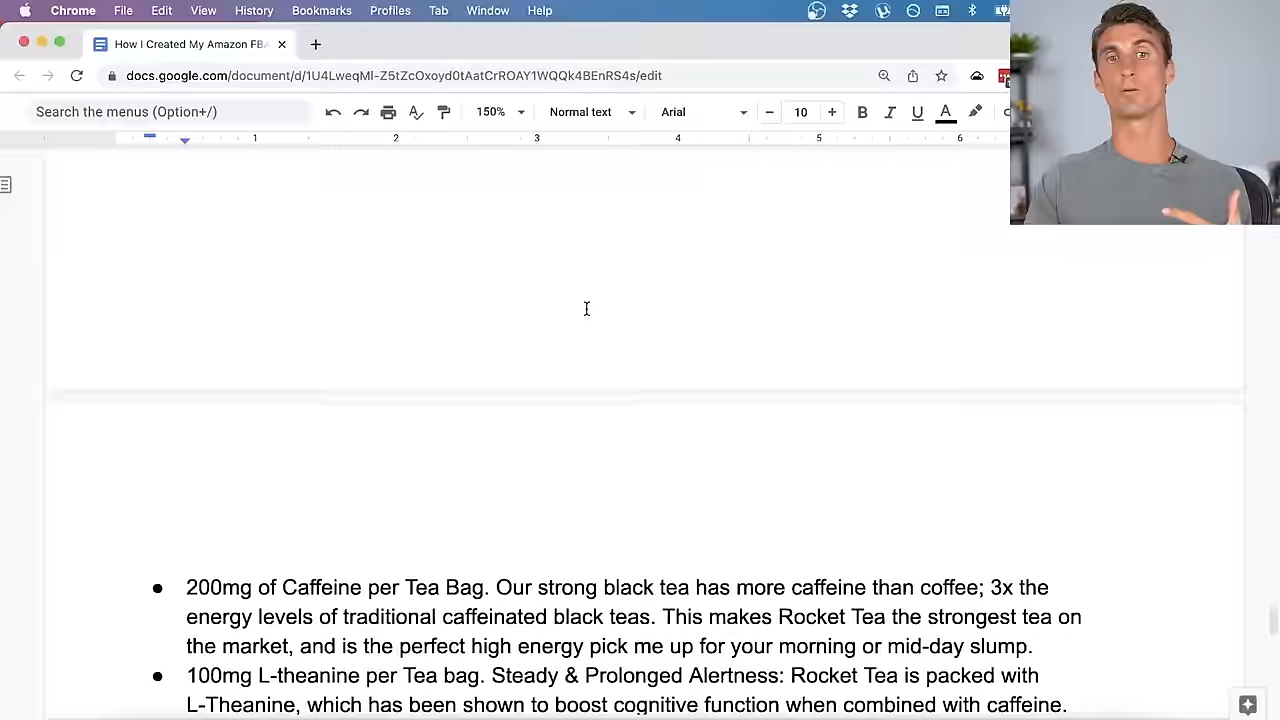 Chrome File Edit View History Bookmarks Profiles Tab Window Help
How I Created My Amazon FBA
docs.google.com/document/d/1U4LweqMI-Z5tZcOxoyd0tAatCrROAY1WQQk4BEnRS4s/edit
Search the menus (Option+/) 150% Normal text Arial 10 B I U A
1 2 3 4 5 6
● 200mg of Caffeine per Tea Bag. Our strong black tea has more caffeine than coffee; 3x the
energy levels of traditional caffeinated black teas. This makes Rocket Tea the strongest tea on
the market, and is the perfect high energy pick me up for your morning or mid-day slump.
● 100mg L-theanine per Tea bag. Steady & Prolonged Alertness: Rocket Tea is packed with
L-Theanine, which has been shown to boost cognitive function when combined with caffeine.